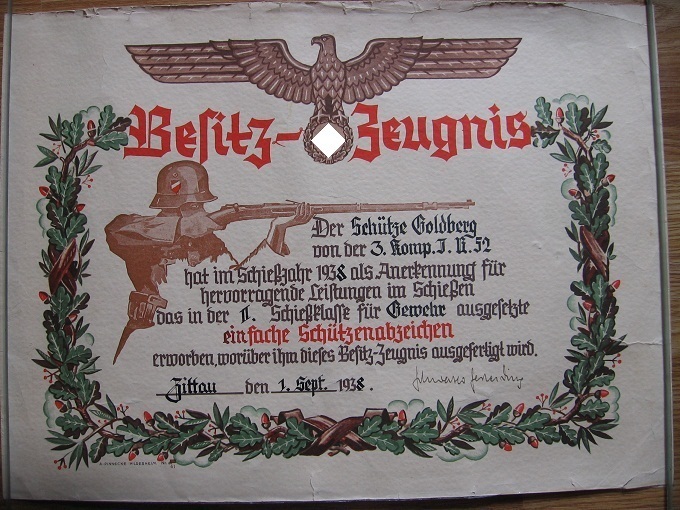 Besitz-Zeugnis
Der Schütze Goldberg
von der 3. Komp. J. R. 52
hat im Schießjahr 1938 als Anerkennung für
hervorragende Leistungen im Schießen
das in der II. Schießklasse für Gewehr ausgesetzte
einfache Schützenabzeichen
erworben, worüber ihm dieses Besitz-Zeugnis ausgefertigt wird.
Zittau den 1. Sept. 1938.